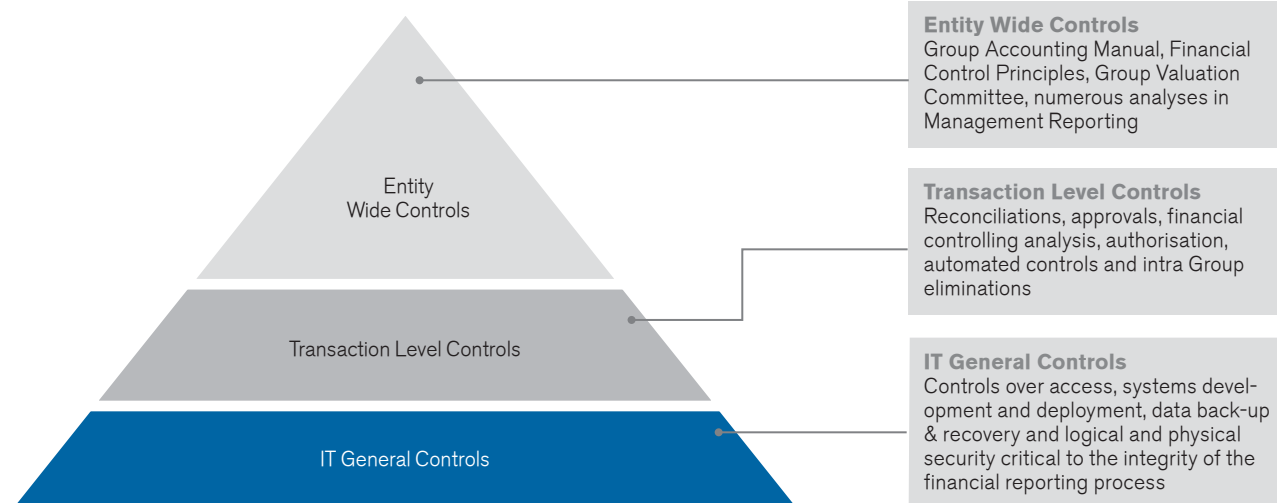 Entity
Wide Controls
Transaction Level Controls
IT General Controls
Entity Wide Controls
Group Accounting Manual, Financial
Control Principles, Group Valuation
Committee, numerous analyses in
Management Reporting
Transaction Level Controls
Reconciliations, approvals, financial
controlling analysis, authorisation,
automated controls and intra Group
eliminations
IT General Controls
Controls over access, systems devel-
opment and deployment, data back-up
& recovery and logical and physical
security critical to the integrity of the
financial reporting process